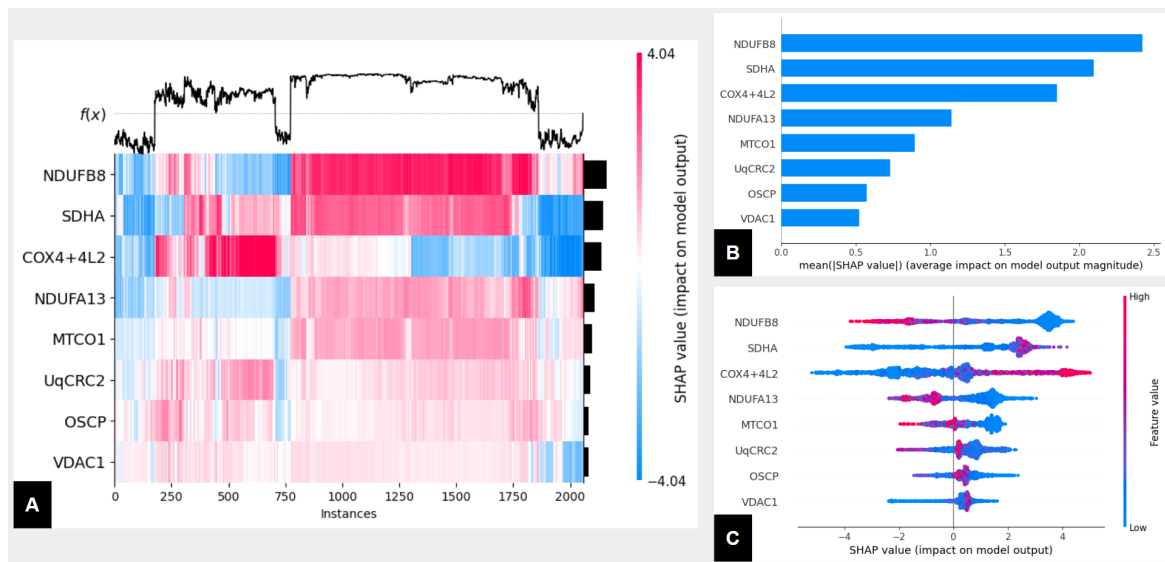 4.04
f(x)
NDUFB8
SDHA
COX4+4L2
NDUFA13
MTCO1
UqCRC2
OSCP
VDAC1
0 250 500 750 1000 1250 1500 1750 2000
Instances
SHAP value (impact on model output)
−4.04
A
NDUFB8
SDHA
COX4+4L2
NDUFA13
MTCO1
UqCRC2
OSCP
VDAC1
0.0 0.5 1.0 1.5 2.0 2.5
mean(|SHAP value|) (average impact on model output magnitude)
B
High
NDUFB8
SDHA
COX4+4L2
NDUFA13
MTCO1
UqCRC2
OSCP
VDAC1
Feature value
Low
−4 −2 0 2 4
SHAP value (impact on model output)
C